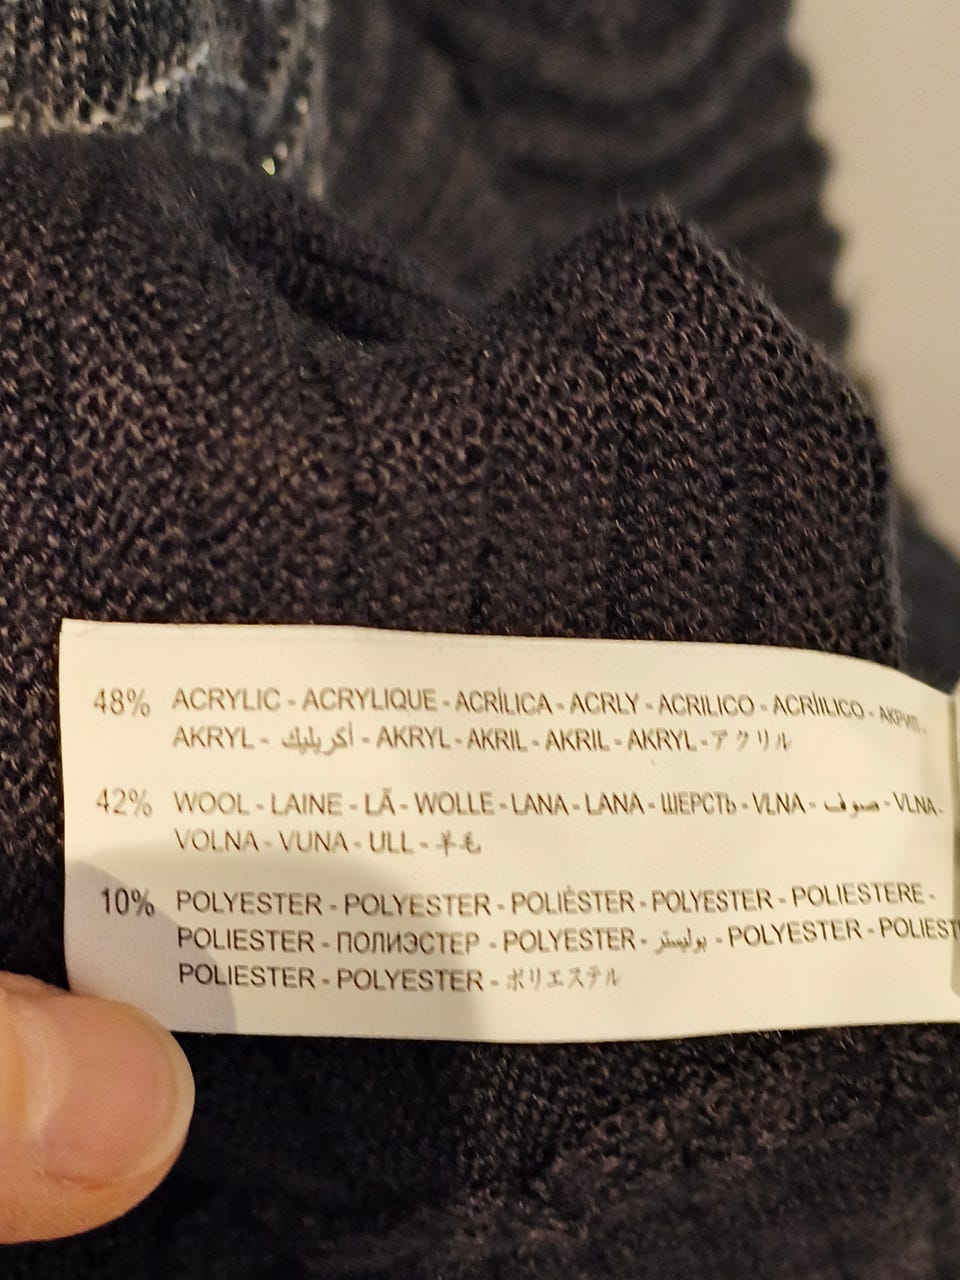 48% ACRYLIC - ACRYLIQUE - ACRÍLICA - ACRLY - ACRILICO - ACRÍILICO - АКРИЛ -
AKRYL - أكريليك - AKRYL - AKRIL - AKRIL - AKRYL - アクリル
42% WOOL - LAINE - LÃ - WOLLE - LANA - LANA - ШЕРСТЬ - VLNA - صوف - VLNA -
VOLNA - VUNA - ULL - 羊毛
10% POLYESTER - POLYESTER - POLIÉSTER - POLYESTER - POLIESTERE -
POLIESTER - ПОЛИЭСТЕР - POLYESTER - بوليستر - POLYESTER - POLIEST
POLIESTER - POLYESTER - ポリエステル